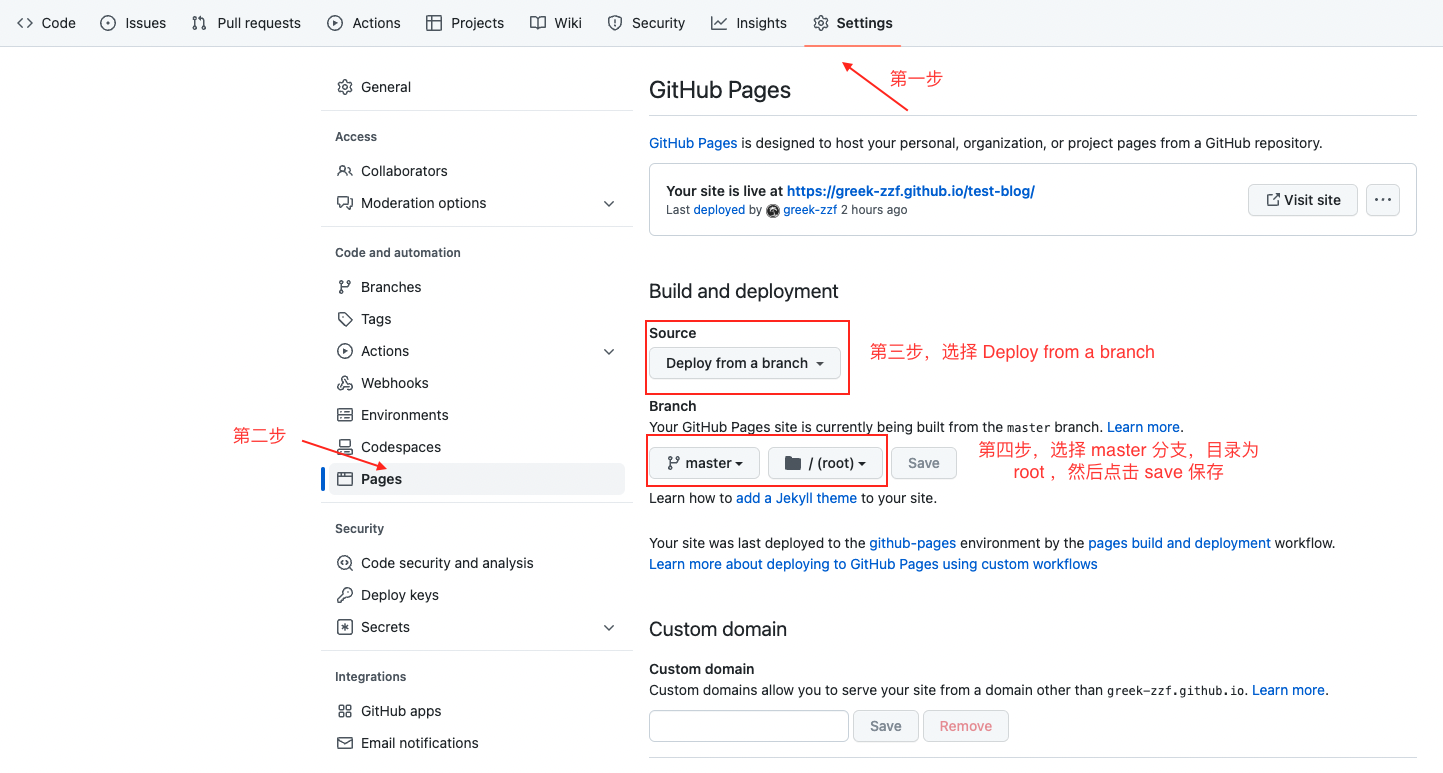 Code Issues Pull requests Actions Projects Wiki Security Insights Settings
第一步
General
Access
Collaborators
Moderation options
Code and automation
Branches
Tags
Actions
Webhooks
Environments
第二步
Codespaces
Pages
Security
Code security and analysis
Deploy keys
Secrets
Integrations
GitHub apps
Email notifications
GitHub Pages
GitHub Pages is designed to host your personal, organization, or project pages from a GitHub repository.
Your site is live at https://greek-zzf.github.io/test-blog/
Last deployed by greek-zzf 2 hours ago
Visit site
Build and deployment
Source
Deploy from a branch
第三步，选择 Deploy from a branch
Branch
Your GitHub Pages site is currently being built from the master branch. Learn more.
master / (root) Save
第四步，选择 master 分支，目录为
root ，然后点击 save 保存
Learn how to add a Jekyll theme to your site.
Your site was last deployed to the github-pages environment by the pages build and deployment workflow.
Learn more about deploying to GitHub Pages using custom workflows
Custom domain
Custom domain
Custom domains allow you to serve your site from a domain other than greek-zzf.github.io. Learn more.
Save Remove